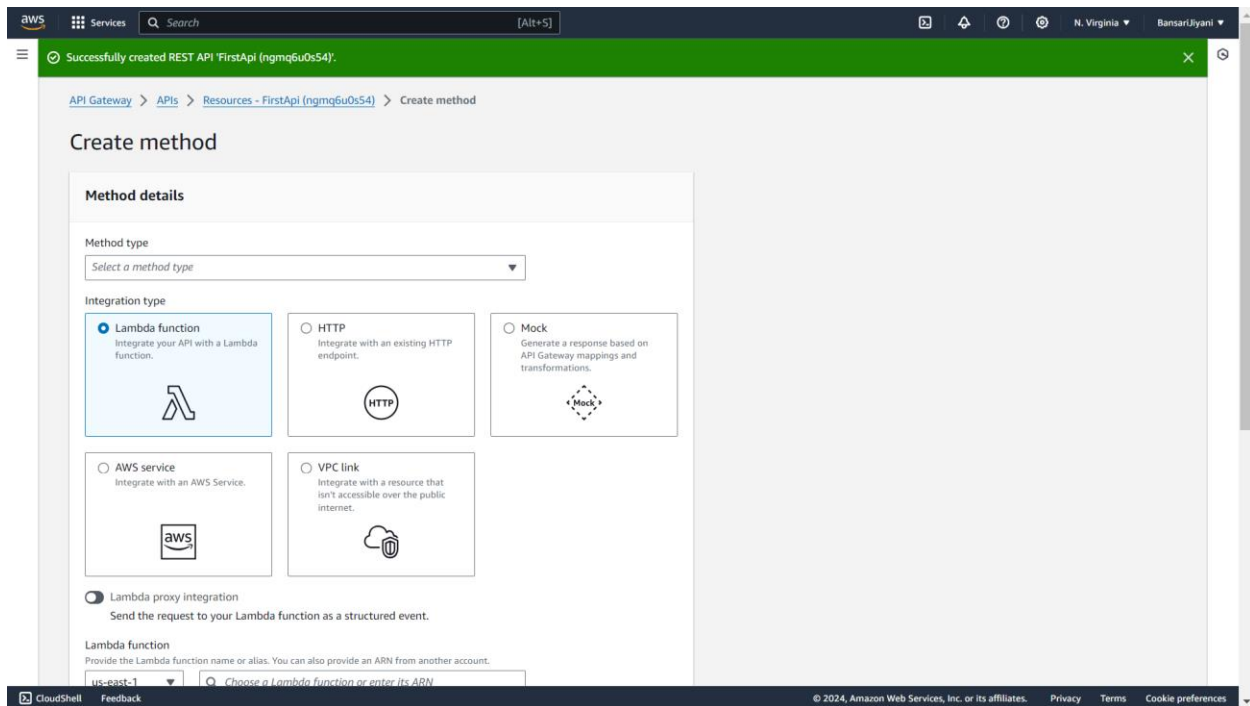 aws Services Search [Alt+S] N. Virginia ▼ BansariJiyani ▼
Successfully created REST API 'FirstApi (ngmq6u0s54)'.
API Gateway > APIs > Resources - FirstApi (ngmq6u0s54) > Create method
Create method
Method details
Method type
Select a method type
Integration type
Lambda function
Integrate your API with a Lambda
function.
HTTP
Integrate with an existing HTTP
endpoint.
HTTP
Mock
Generate a response based on
API Gateway mappings and
transformations.
Mock
AWS service
Integrate with an AWS Service.
aws
VPC link
Integrate with a resource that
isn't accessible over the public
internet.
Lambda proxy integration
Send the request to your Lambda function as a structured event.
Lambda function
Provide the Lambda function name or alias. You can also provide an ARN from another account.
us-east-1 Choose a Lambda function or enter its ARN
CloudShell Feedback © 2024, Amazon Web Services, Inc. or its affiliates. Privacy Terms Cookie preferences